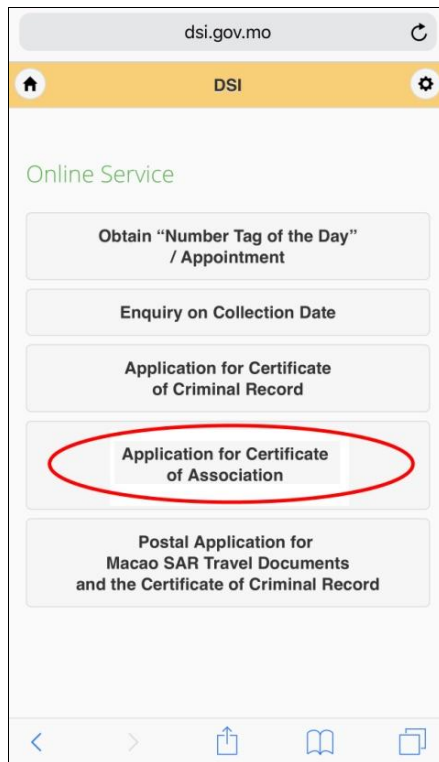 dsi.gov.mo
DSI
Online Service
Obtain “Number Tag of the Day”
/ Appointment
Enquiry on Collection Date
Application for Certificate
of Criminal Record
Application for Certificate
of Association
Postal Application for
Macao SAR Travel Documents
and the Certificate of Criminal Record